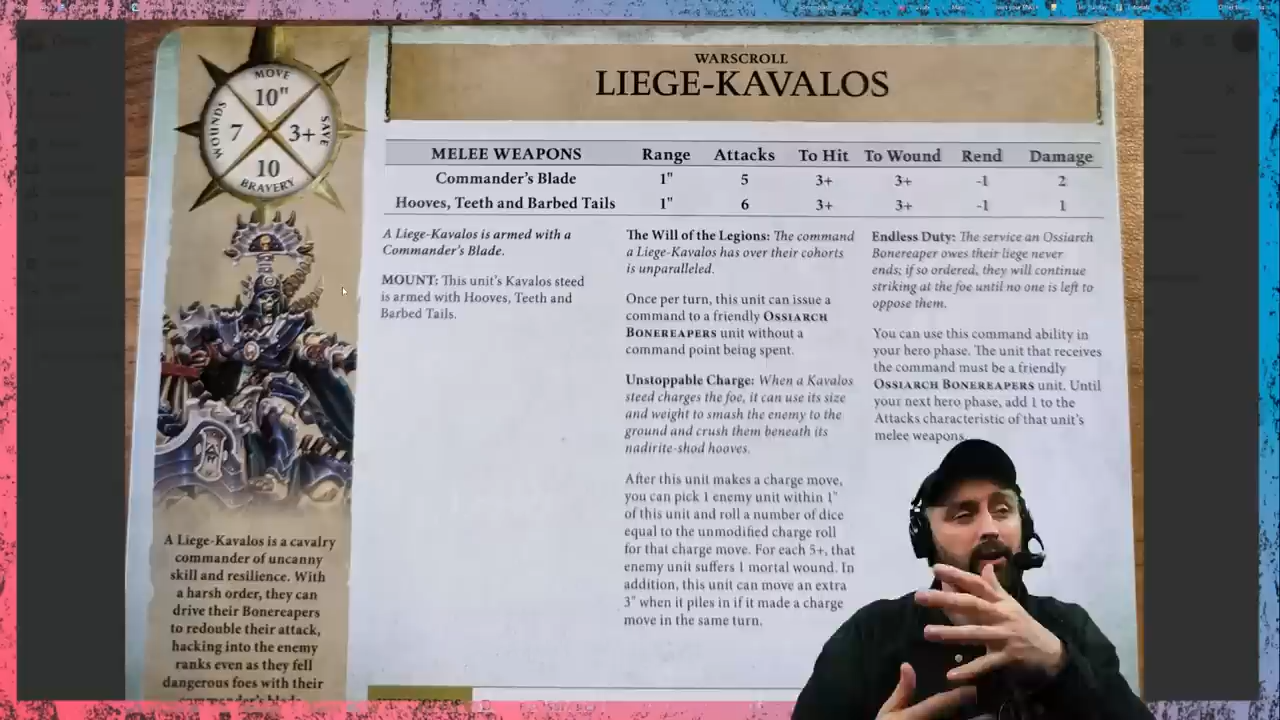 MOVE
10"
WOUNDS
7
3+
SAVE
10
BRAVERY
WARSCROLL
LIEGE-KAVALOS
MELEE WEAPONS Range Attacks To Hit To Wound Rend Damage
Commander's Blade 1" 5 3+ 3+ -1 2
Hooves, Teeth and Barbed Tails 1" 6 3+ 3+ -1 1
A Liege-Kavalos is armed with a
Commander's Blade.
MOUNT: This unit's Kavalos steed
is armed with Hooves, Teeth and
Barbed Tails.
The Will of the Legions: The command
a Liege-Kavalos has over their cohorts
is unparalleled.
Once per turn, this unit can issue a
command to a friendly OSSIARCH
BONEREAPERS unit without a
command point being spent.
Unstoppable Charge: When a Kavalos
steed charges the foe, it can use its size
and weight to smash the enemy to the
ground and crush them beneath its
nadirite-shod hooves.
After this unit makes a charge move,
you can pick 1 enemy unit within 1"
of this unit and roll a number of dice
equal to the unmodified charge roll
for that charge move. For each 5+, that
enemy unit suffers 1 mortal wound. In
addition, this unit can move an extra
3" when it piles in if it made a charge
move in the same turn.
Endless Duty: The service an Ossiarch
Bonereaper owes their liege never
ends; if so ordered, they will continue
striking at the foe until no one is left to
oppose them.
You can use this command ability in
your hero phase. The unit that receives
the command must be a friendly
OSSIARCH BONEREAPERS unit. Until
your next hero phase, add 1 to the
Attacks characteristic of that unit's
melee weapons.
A Liege-Kavalos is a cavalry
commander of uncanny
skill and resilience. With
a harsh order, they can
drive their Bonereapers
to redouble their attack,
hacking into the enemy
ranks even as they fell
dangerous foes with their
commander's blade.